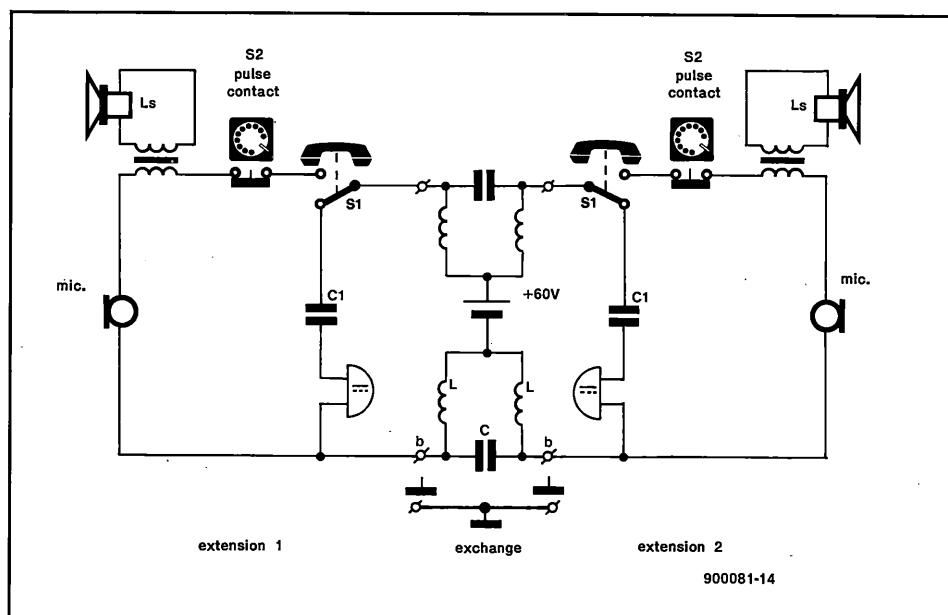 S2
pulse
contact
Ls
S1
mic.
C1
+60V
L
L
C
b
b
S2
pulse
contact
Ls
S1
C1
mic.
extension 1
exchange
extension 2
900081-14